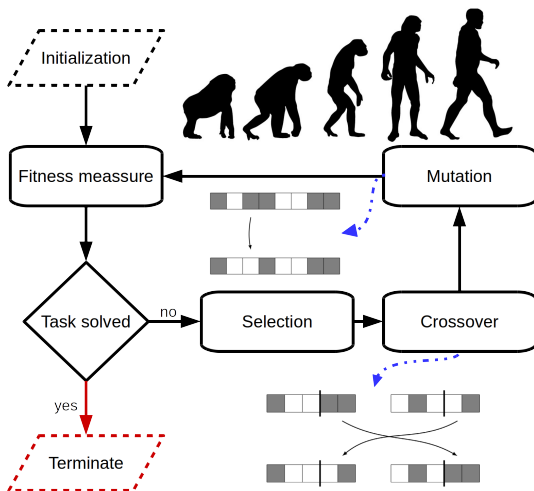 Initialization
Fitness meassure
Mutation
Task solved
no
Selection
Crossover
yes
Terminate